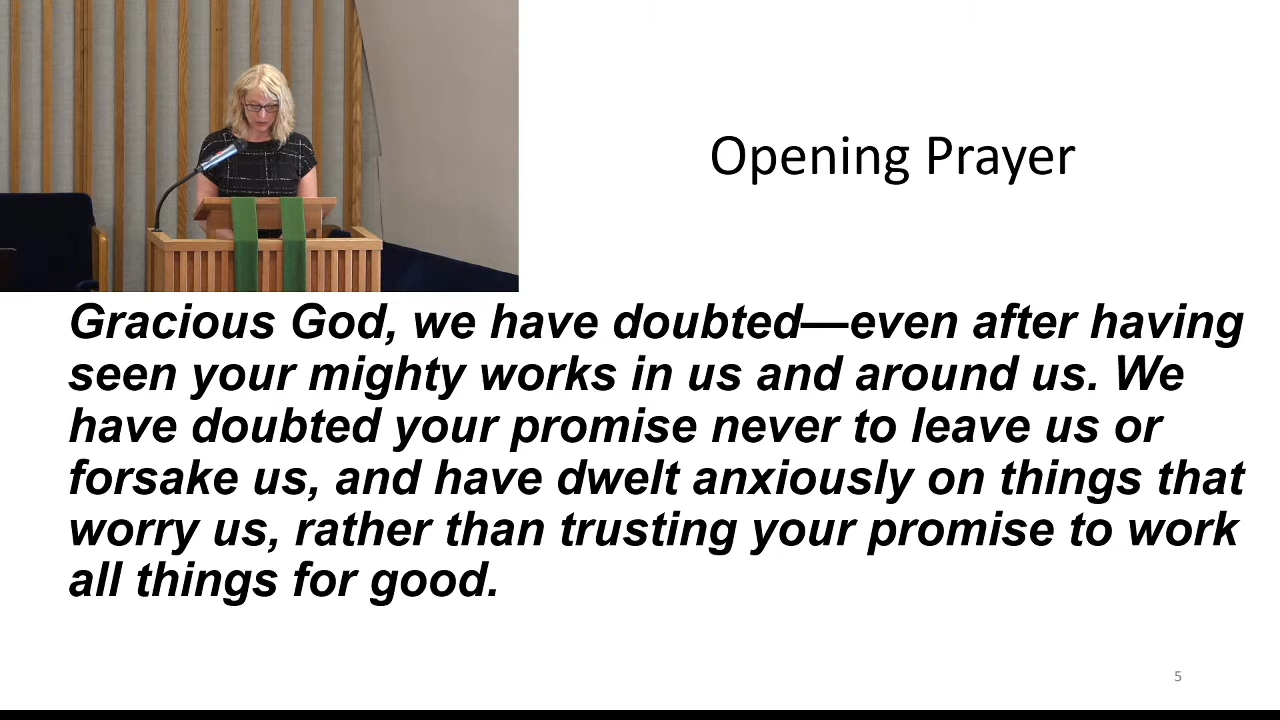 Opening Prayer
Gracious God, we have doubted—even after having
seen your mighty works in us and around us. We
have doubted your promise never to leave us or
forsake us, and have dwelt anxiously on things that
worry us, rather than trusting your promise to work
all things for good.
5